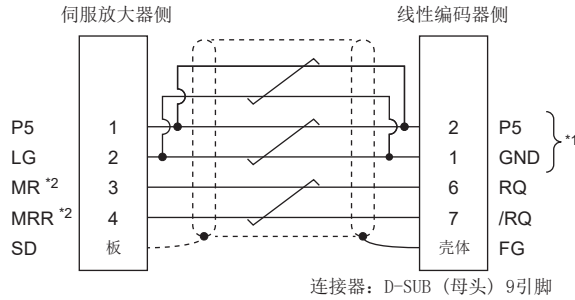 伺服放大器侧 线性编码器侧
P5 1 2 P5 *1
LG 2 1 GND
MR *2 3 6 RQ
MRR *2 4 7 /RQ
SD 板 壳体 FG
连接器：D-SUB（母头）9引脚